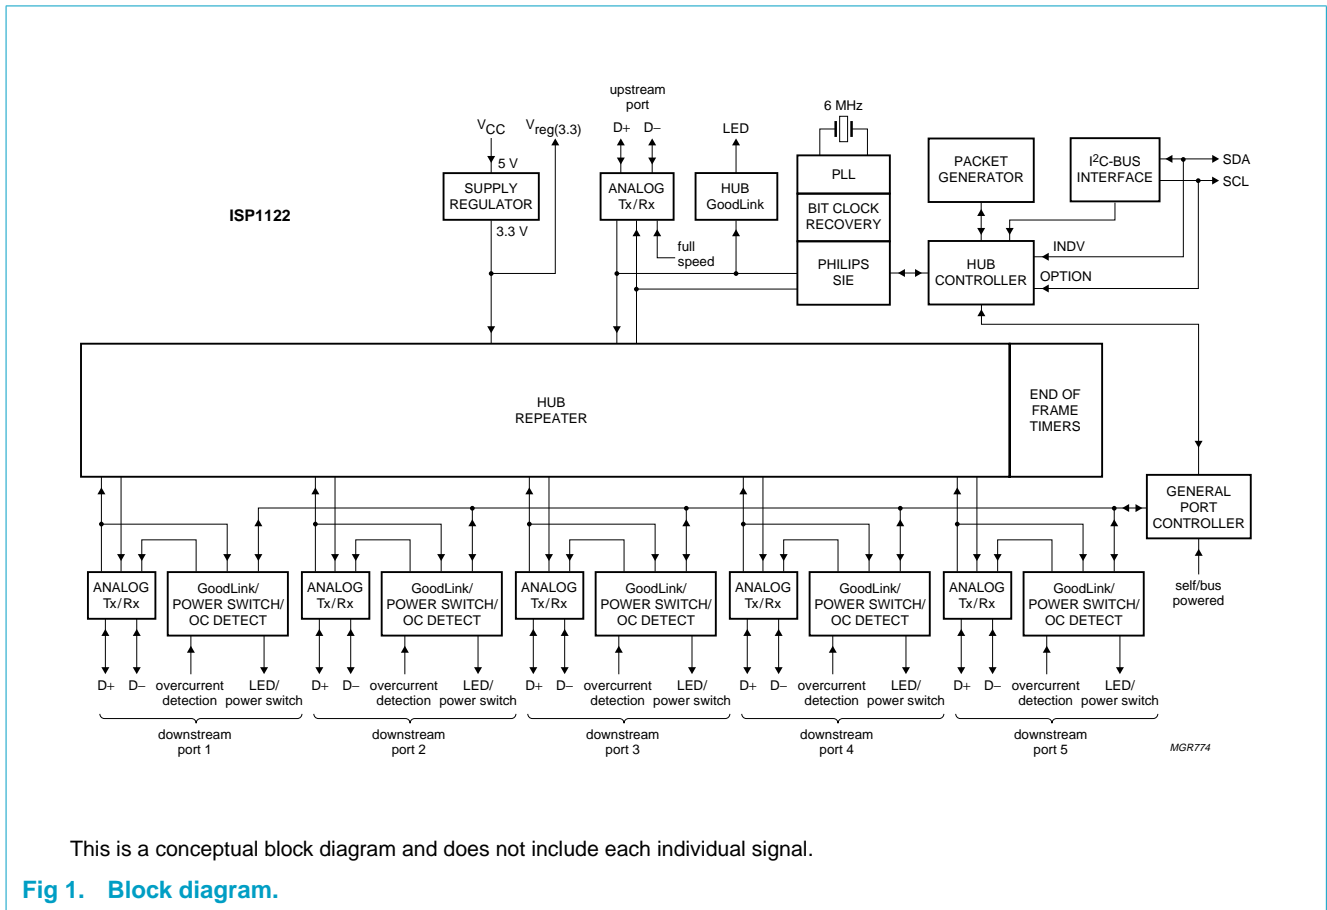 upstream
port
6 MHz
VCC
Vreg(3.3)
D+
D−
LED
5 V
SUPPLY
REGULATOR
3.3 V
ANALOG
Tx/Rx
HUB
GoodLink
full
speed
PLL
BIT CLOCK
RECOVERY
PHILIPS
SIE
PACKET
GENERATOR
I²C-BUS
INTERFACE
SDA
SCL
HUB
CONTROLLER
INDV
OPTION
ISP1122
HUB
REPEATER
END OF
FRAME
TIMERS
GENERAL
PORT
CONTROLLER
self/bus
powered
ANALOG
Tx/Rx
GoodLink/
POWER SWITCH/
OC DETECT
D+
D−
overcurrent
detection
LED/
power switch
downstream
port 1
ANALOG
Tx/Rx
GoodLink/
POWER SWITCH/
OC DETECT
D+
D−
overcurrent
detection
LED/
power switch
downstream
port 2
ANALOG
Tx/Rx
GoodLink/
POWER SWITCH/
OC DETECT
D+
D−
overcurrent
detection
LED/
power switch
downstream
port 3
ANALOG
Tx/Rx
GoodLink/
POWER SWITCH/
OC DETECT
D+
D−
overcurrent
detection
LED/
power switch
downstream
port 4
ANALOG
Tx/Rx
GoodLink/
POWER SWITCH/
OC DETECT
D+
D−
overcurrent
detection
LED/
power switch
downstream
port 5
MGR774
This is a conceptual block diagram and does not include each individual signal.
Fig 1. Block diagram.